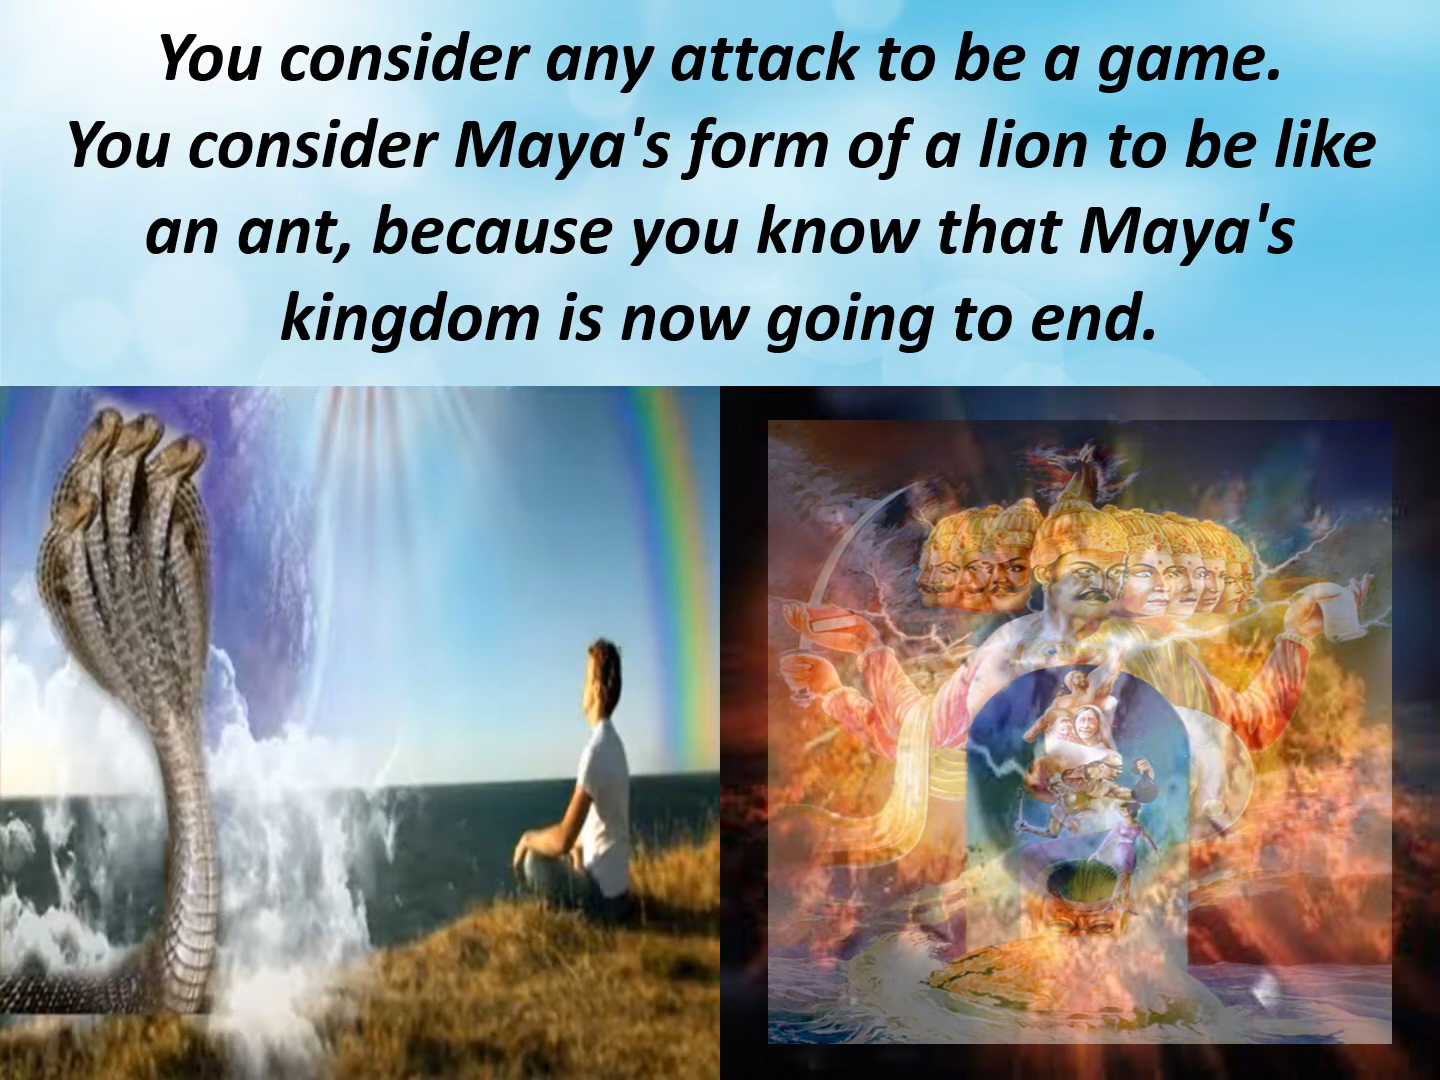 You consider any attack to be a game.
You consider Maya's form of a lion to be like
an ant, because you know that Maya's
kingdom is now going to end.